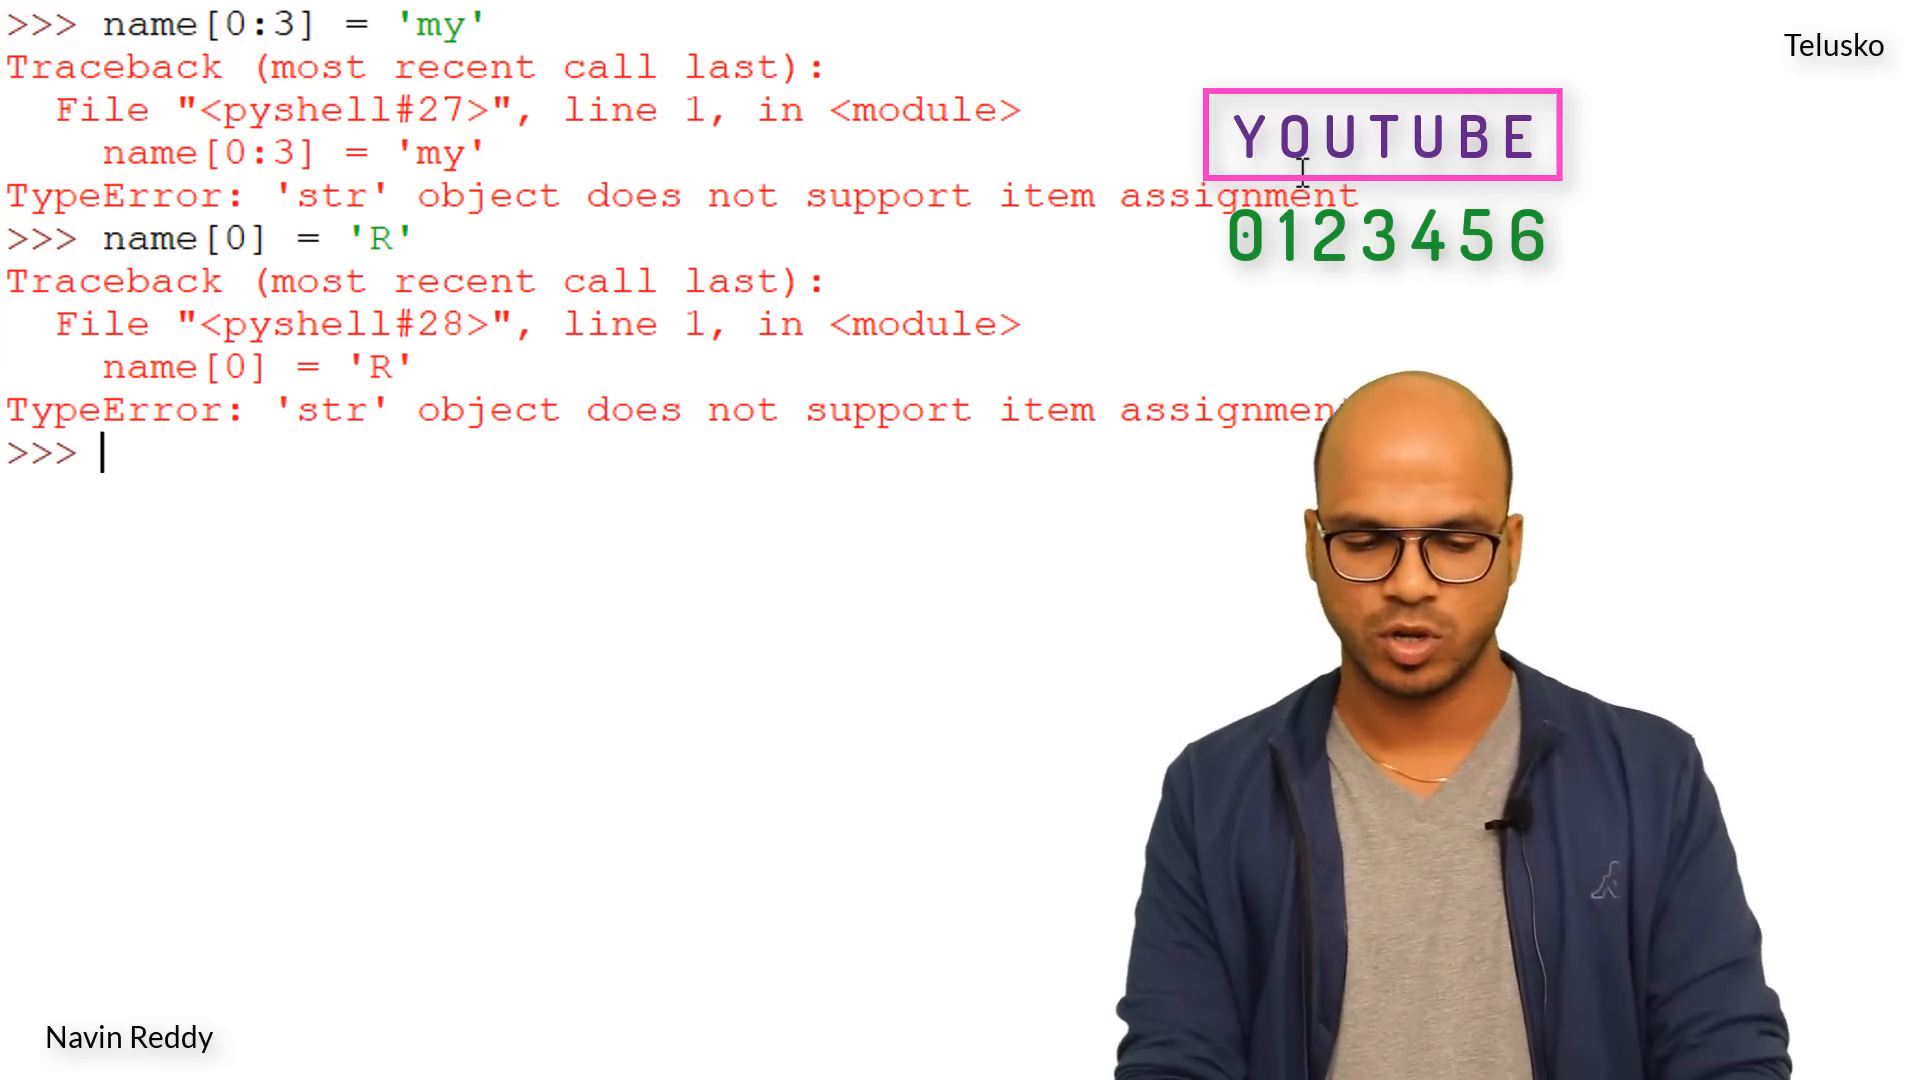 >>> name[0:3] = 'my'
Traceback (most recent call last):
  File "<pyshell#27>", line 1, in <module>
    name[0:3] = 'my'
TypeError: 'str' object does not support item assignment
>>> name[0] = 'R'
Traceback (most recent call last):
  File "<pyshell#28>", line 1, in <module>
    name[0] = 'R'
TypeError: 'str' object does not support item assignmen
>>>
Telusko
YOUTUBE
0123456
Navin Reddy